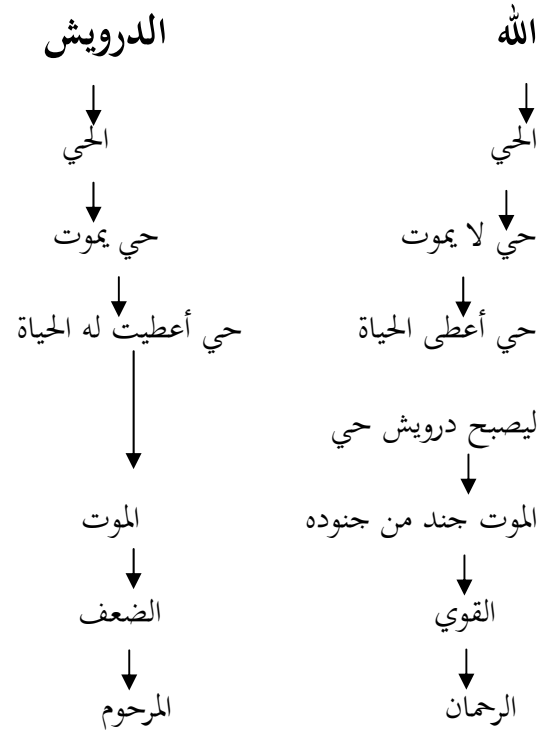 الله الدرويش
الحي الحي
حي لا يموت حي يموت
حي أعطى الحياة حي أعطيت له الحياة
ليصبح درويش حي
الموت جند من جنوده الموت
القوي الضعف
الرحمان المرحوم